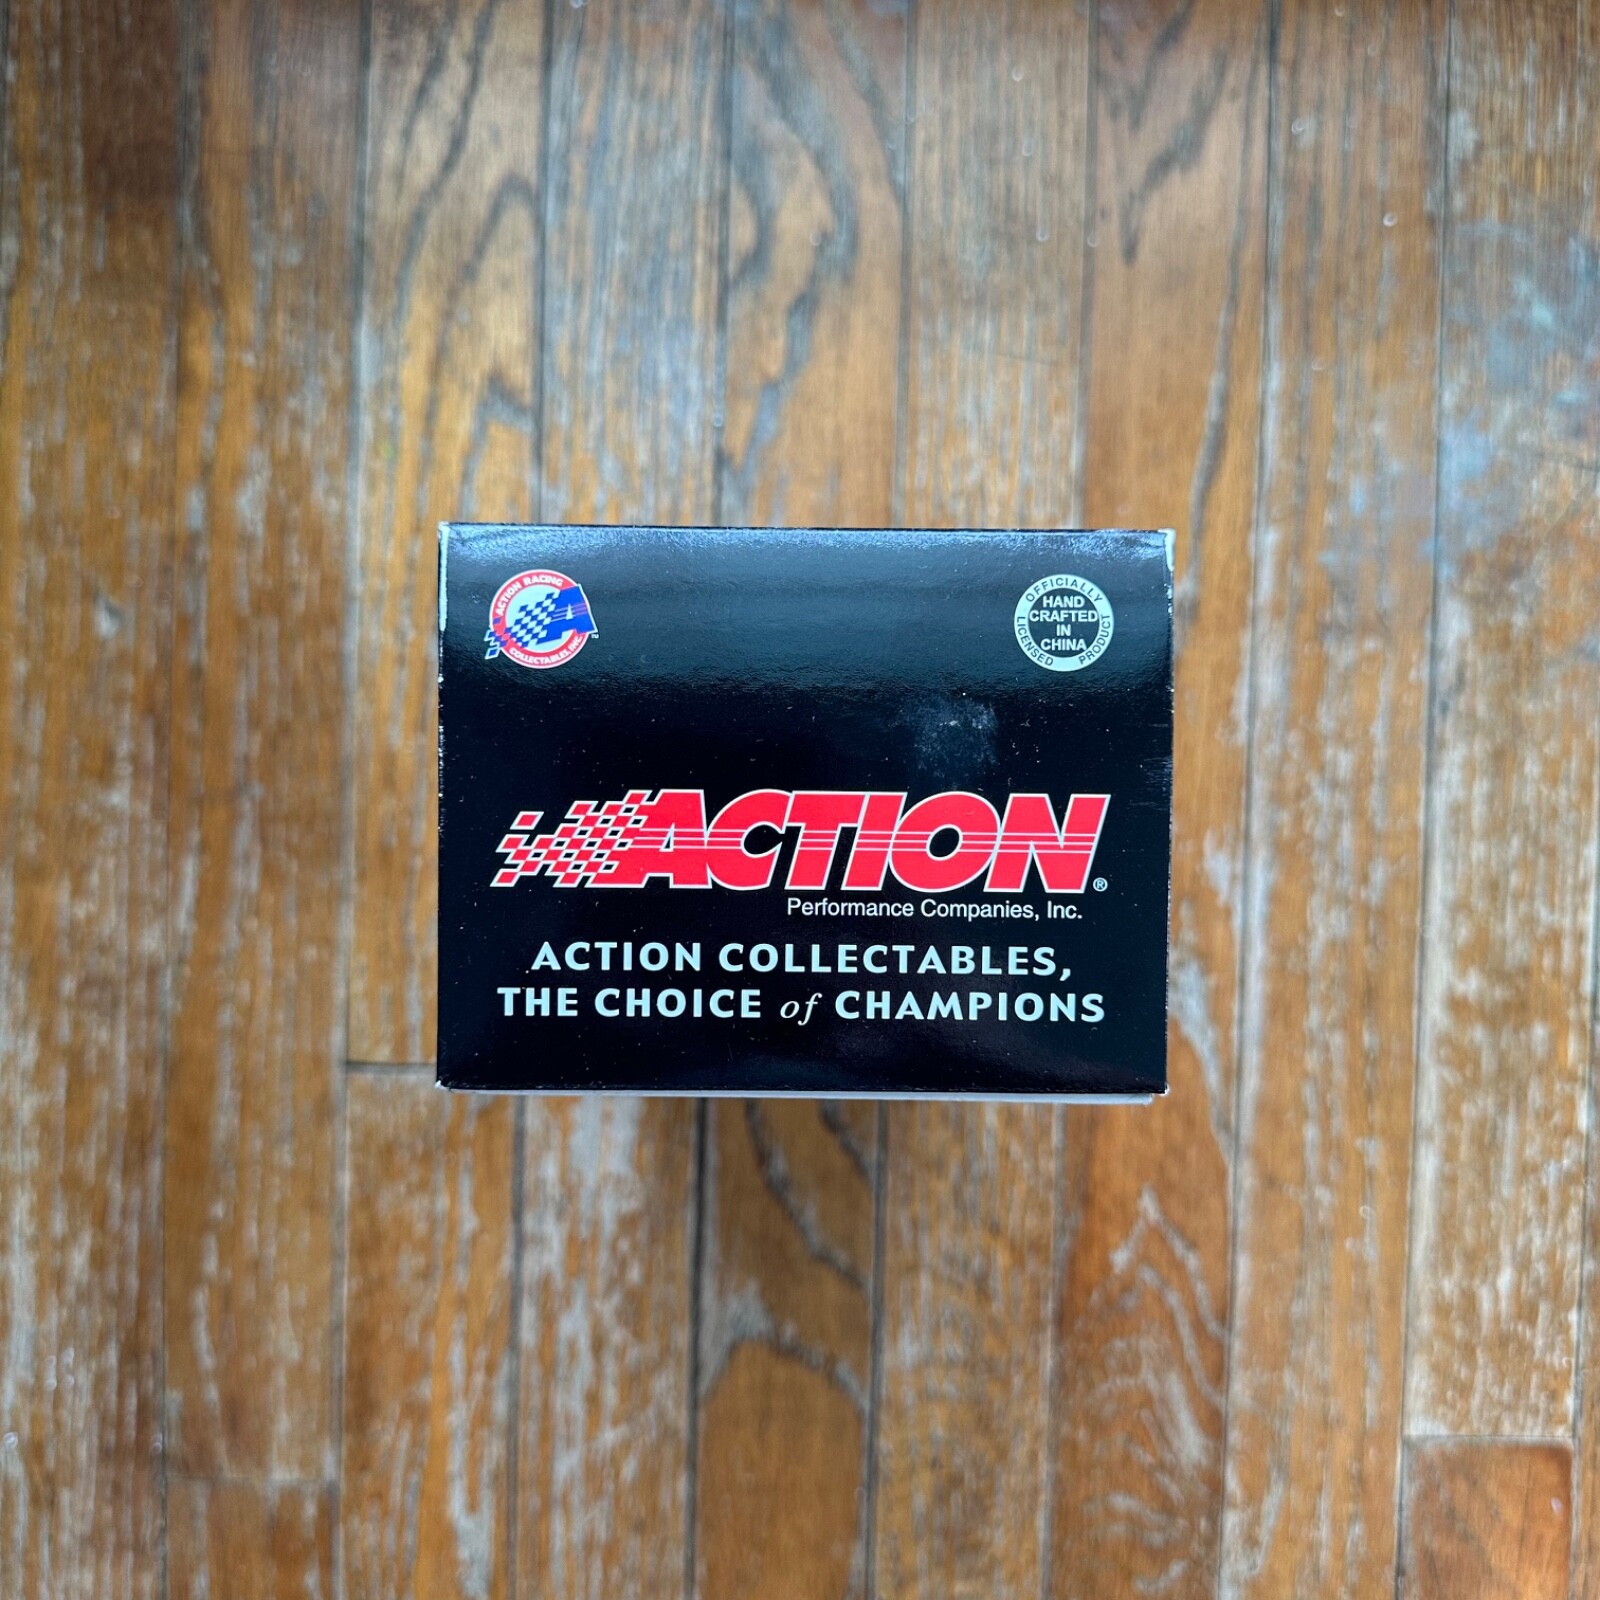 ACTION RACING
COLLECTABLES, INC.
A
™
OFFICIALLY
LICENSED PRODUCT
HAND
CRAFTED
IN
CHINA
ACTION®
Performance Companies, Inc.
ACTION COLLECTABLES,
THE CHOICE of CHAMPIONS